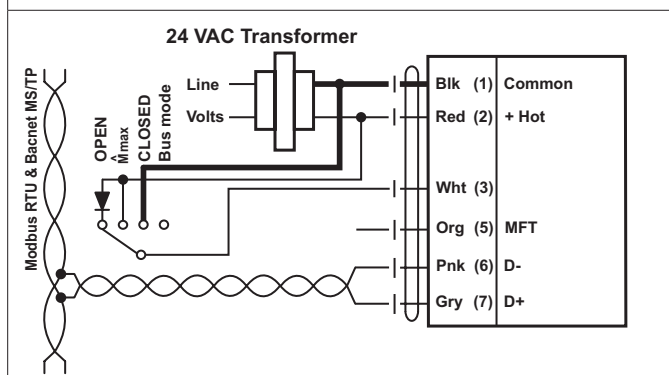 24 VAC Transformer
Modbus RTU & Bacnet MS/TP
Line
Volts
OPEN
^
Mmax
CLOSED
Bus mode
Blk (1) Common
Red (2) + Hot
Wht (3)
Org (5) MFT
Pnk (6) D-
Gry (7) D+